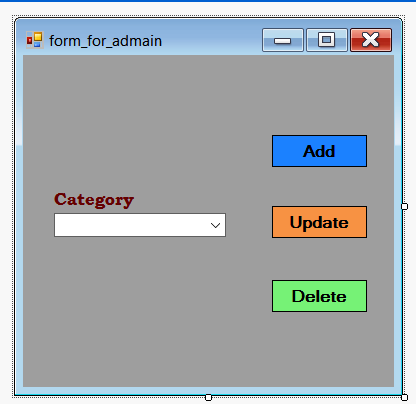 form_for_admain
Add
Category
Update
Delete